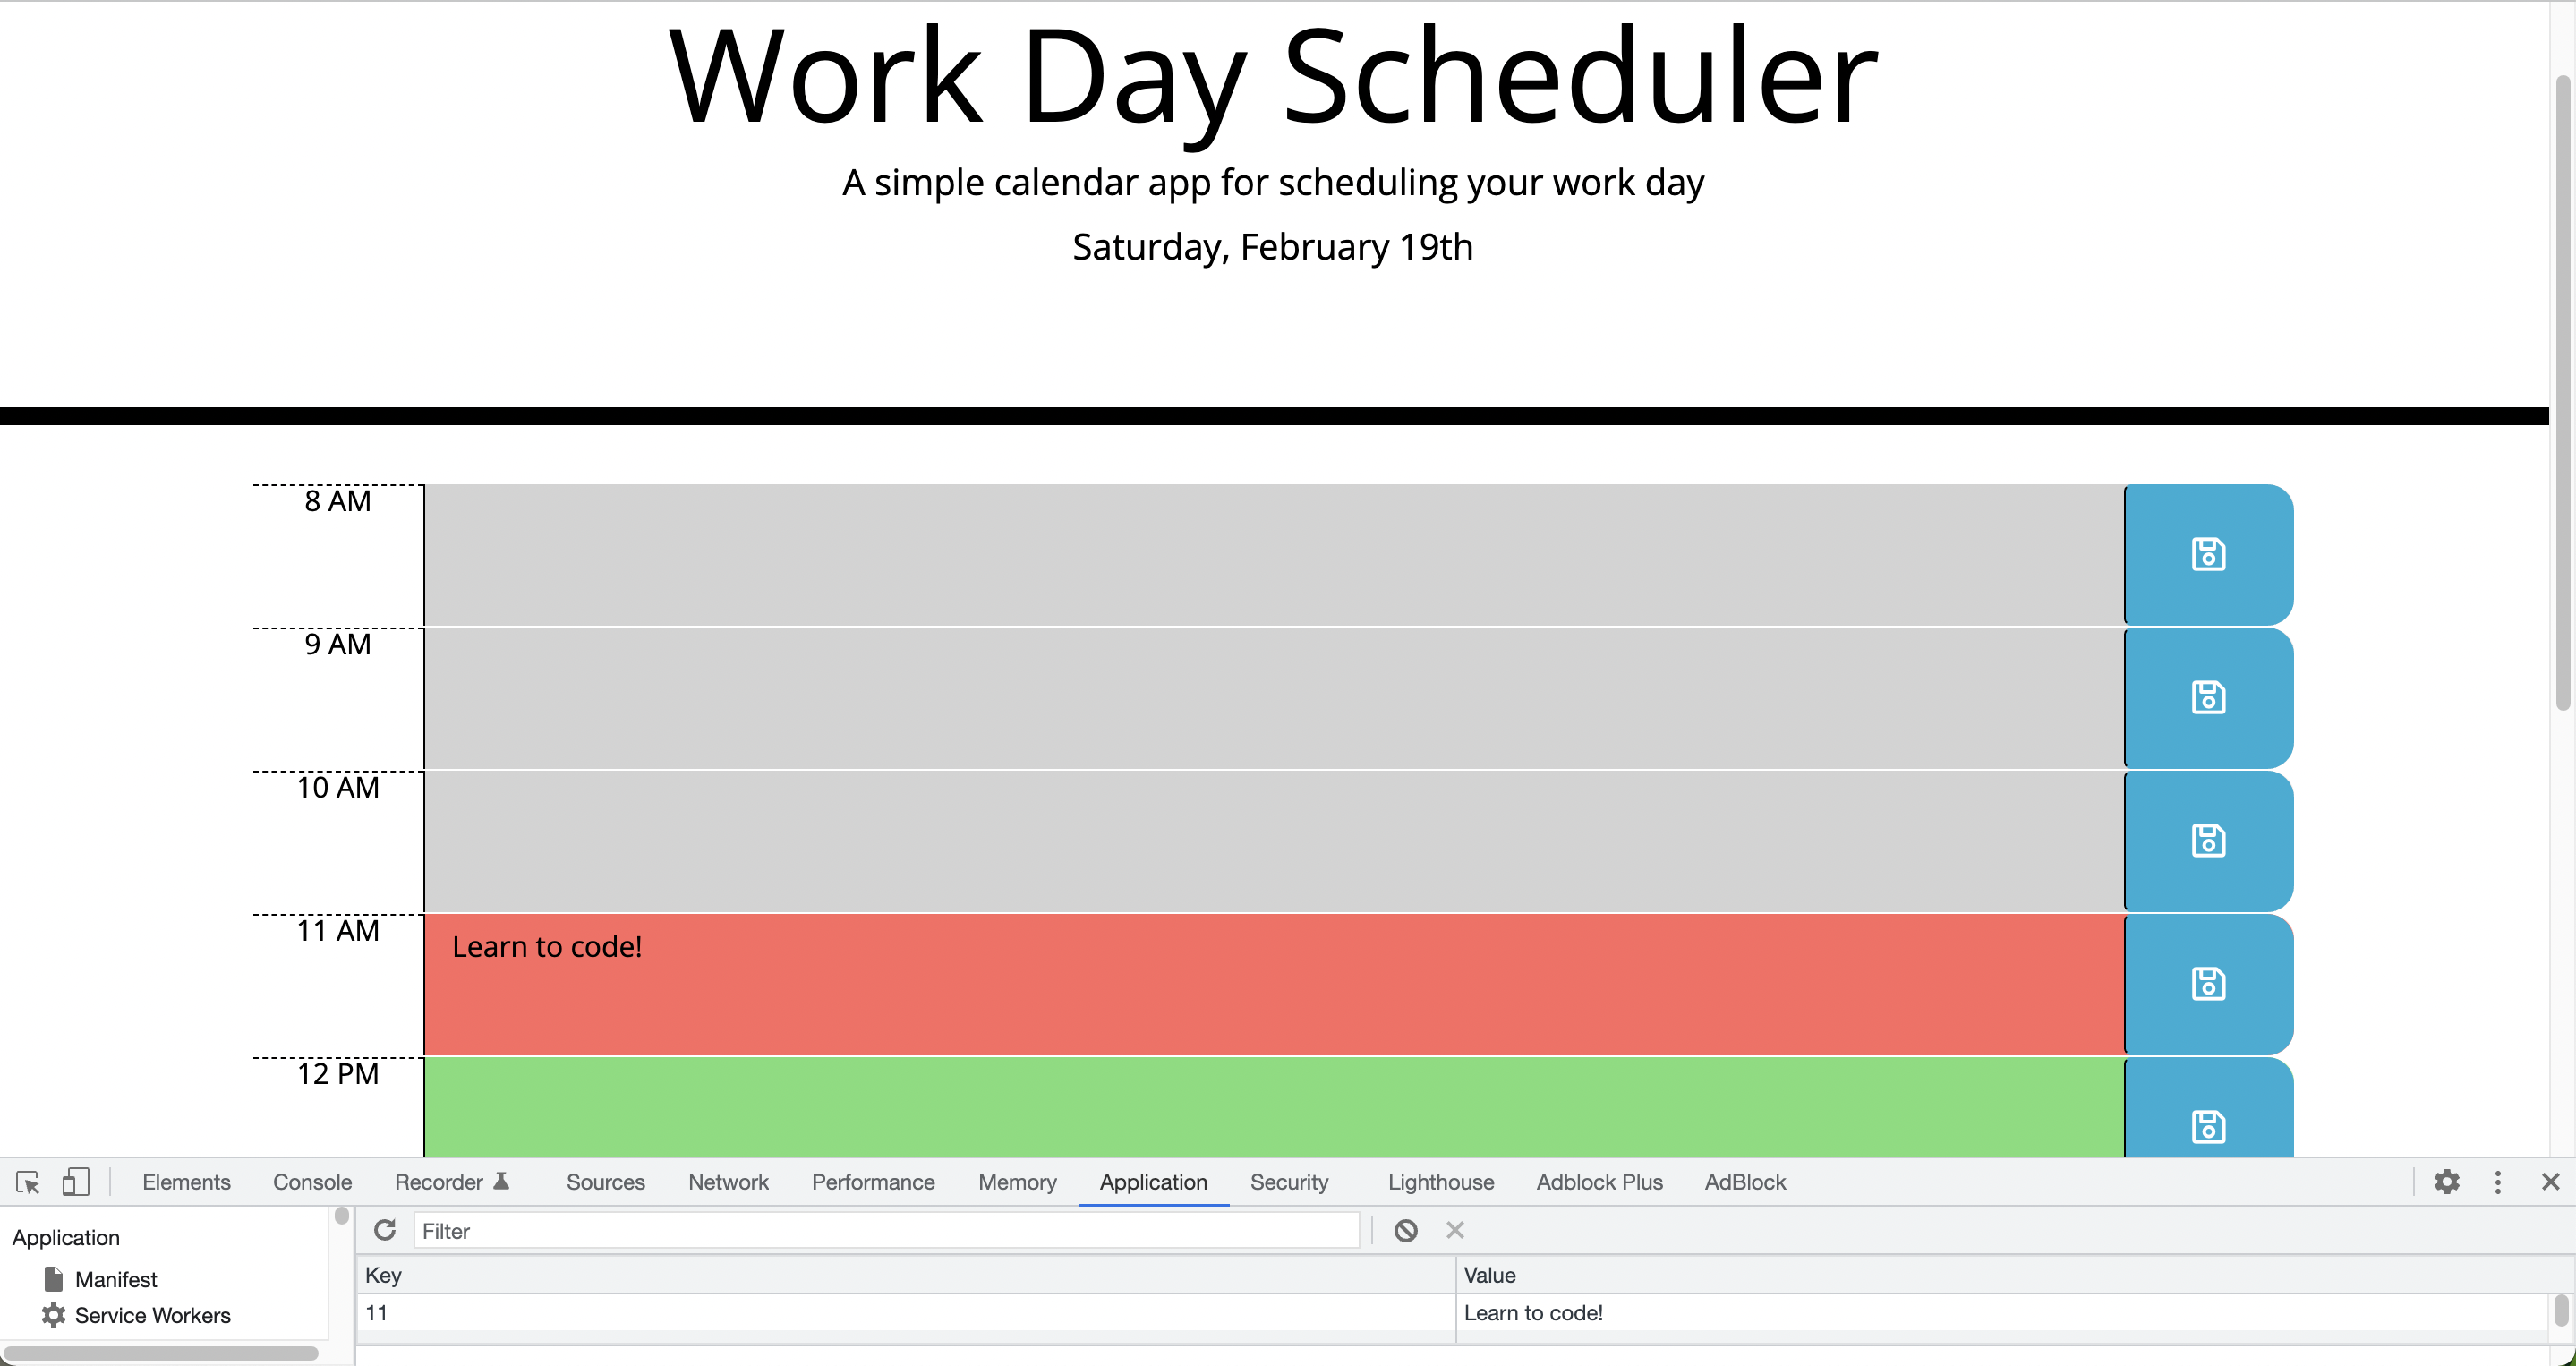 Work Day Scheduler
A simple calendar app for scheduling your work day
Saturday, February 19th
8 AM
9 AM
10 AM
11 AM
Learn to code!
12 PM
Elements Console Recorder Sources Network Performance Memory Application Security Lighthouse Adblock Plus AdBlock
Application
Filter
Manifest
Key Value
Service Workers
11 Learn to code!